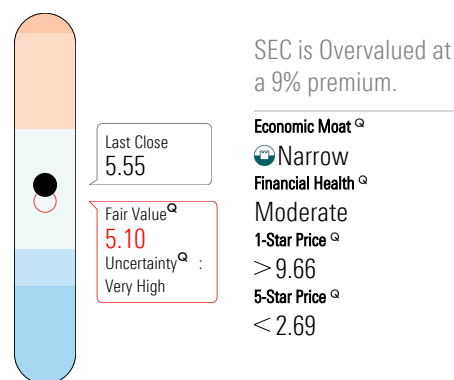 SEC is Overvalued at
a 9% premium.
Last Close
5.55
Fair Value Q
5.10
Uncertainty Q :
Very High
Economic Moat Q
Narrow
Financial Health Q
Moderate
1-Star Price Q
> 9.66
5-Star Price Q
< 2.69